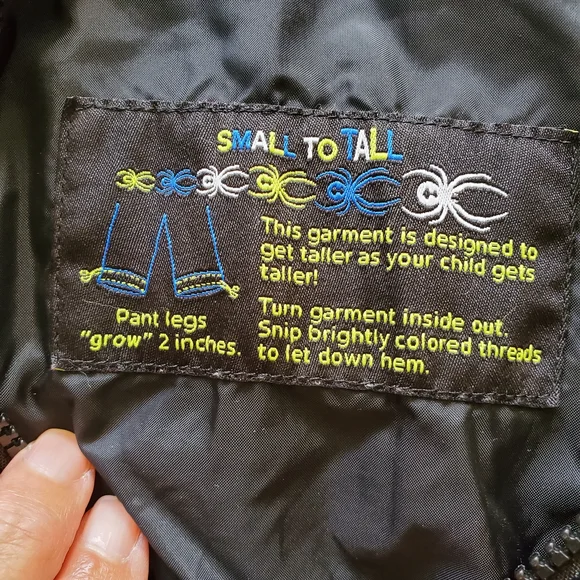 SMALL TO TALL
This garment is designed to
get taller as your child gets
taller!
Turn garment inside out.
Snip brightly colored threads
to let down hem.
Pant legs
"grow" 2 inches.